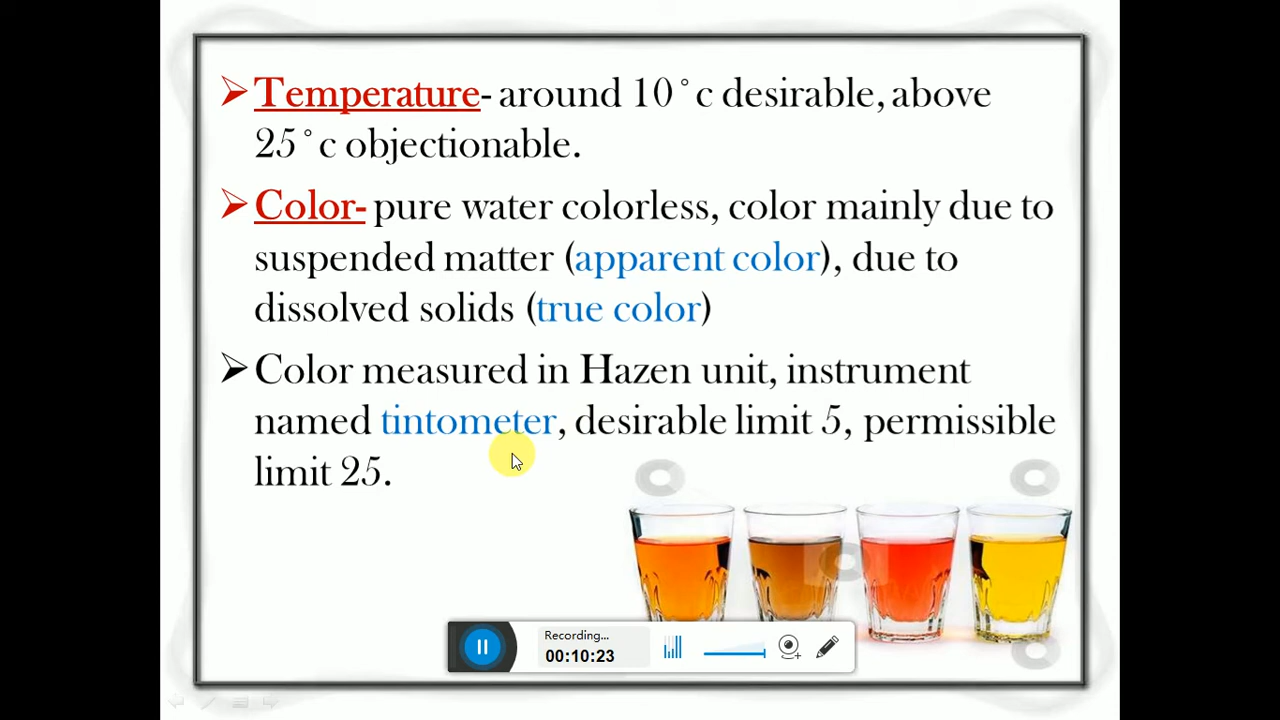 ➢Temperature- around 10°c desirable, above
25°c objectionable.
➢Color- pure water colorless, color mainly due to
suspended matter (apparent color), due to
dissolved solids (true color)
➢Color measured in Hazen unit, instrument
named tintometer, desirable limit 5, permissible
limit 25.
Recording...
00:10:23